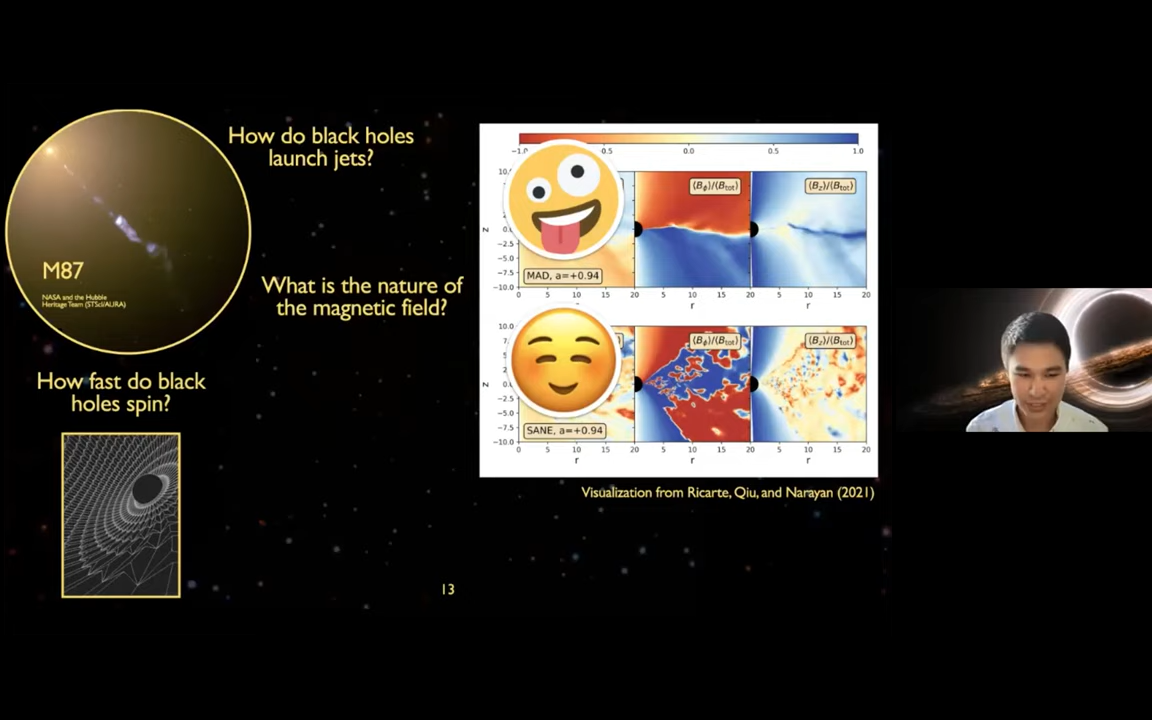 How do black holes
launch jets?
M87
NASA and the Hubble
Heritage Team (STScI/AURA)
What is the nature of
the magnetic field?
How fast do black
holes spin?
−1.0 0.5 0.0 0.5 1.0
⟨B_ϕ⟩/⟨B_tot⟩
⟨B_z⟩/⟨B_tot⟩
z
−2.5
−5.0
−7.5
−10.0
MAD, a=+0.94
0 5 10 15 20 5 10 15 20 5 10 15 20
r r r
10.0
⟨B_ϕ⟩/⟨B_tot⟩
⟨B_z⟩/⟨B_tot⟩
z
−2.5
−5.0
−7.5
−10.0
SANE, a=+0.94
0 5 10 15 20 5 10 15 20 5 10 15 20
r r r
Visualization from Ricarte, Qiu, and Narayan (2021)
13